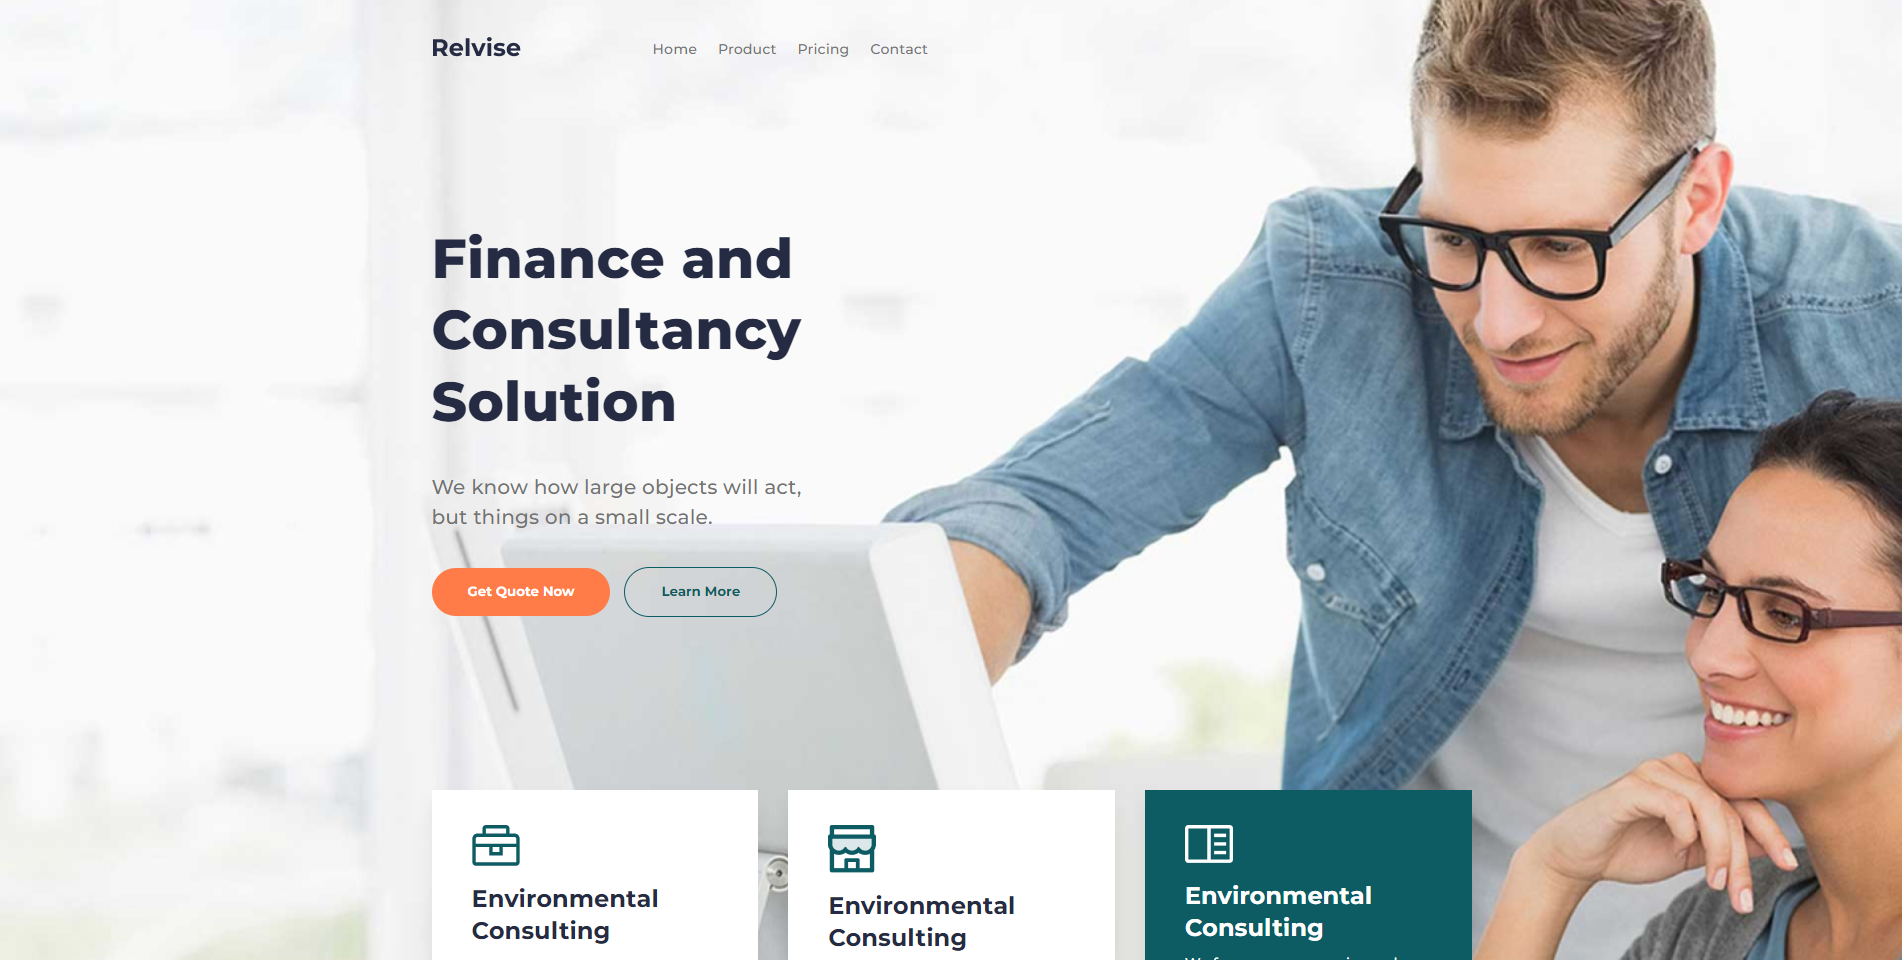 Relvise
Home Product Pricing Contact
Finance and
Consultancy
Solution
We know how large objects will act,
but things on a small scale.
Get Quote Now Learn More
Environmental
Consulting
Environmental
Consulting
Environmental
Consulting